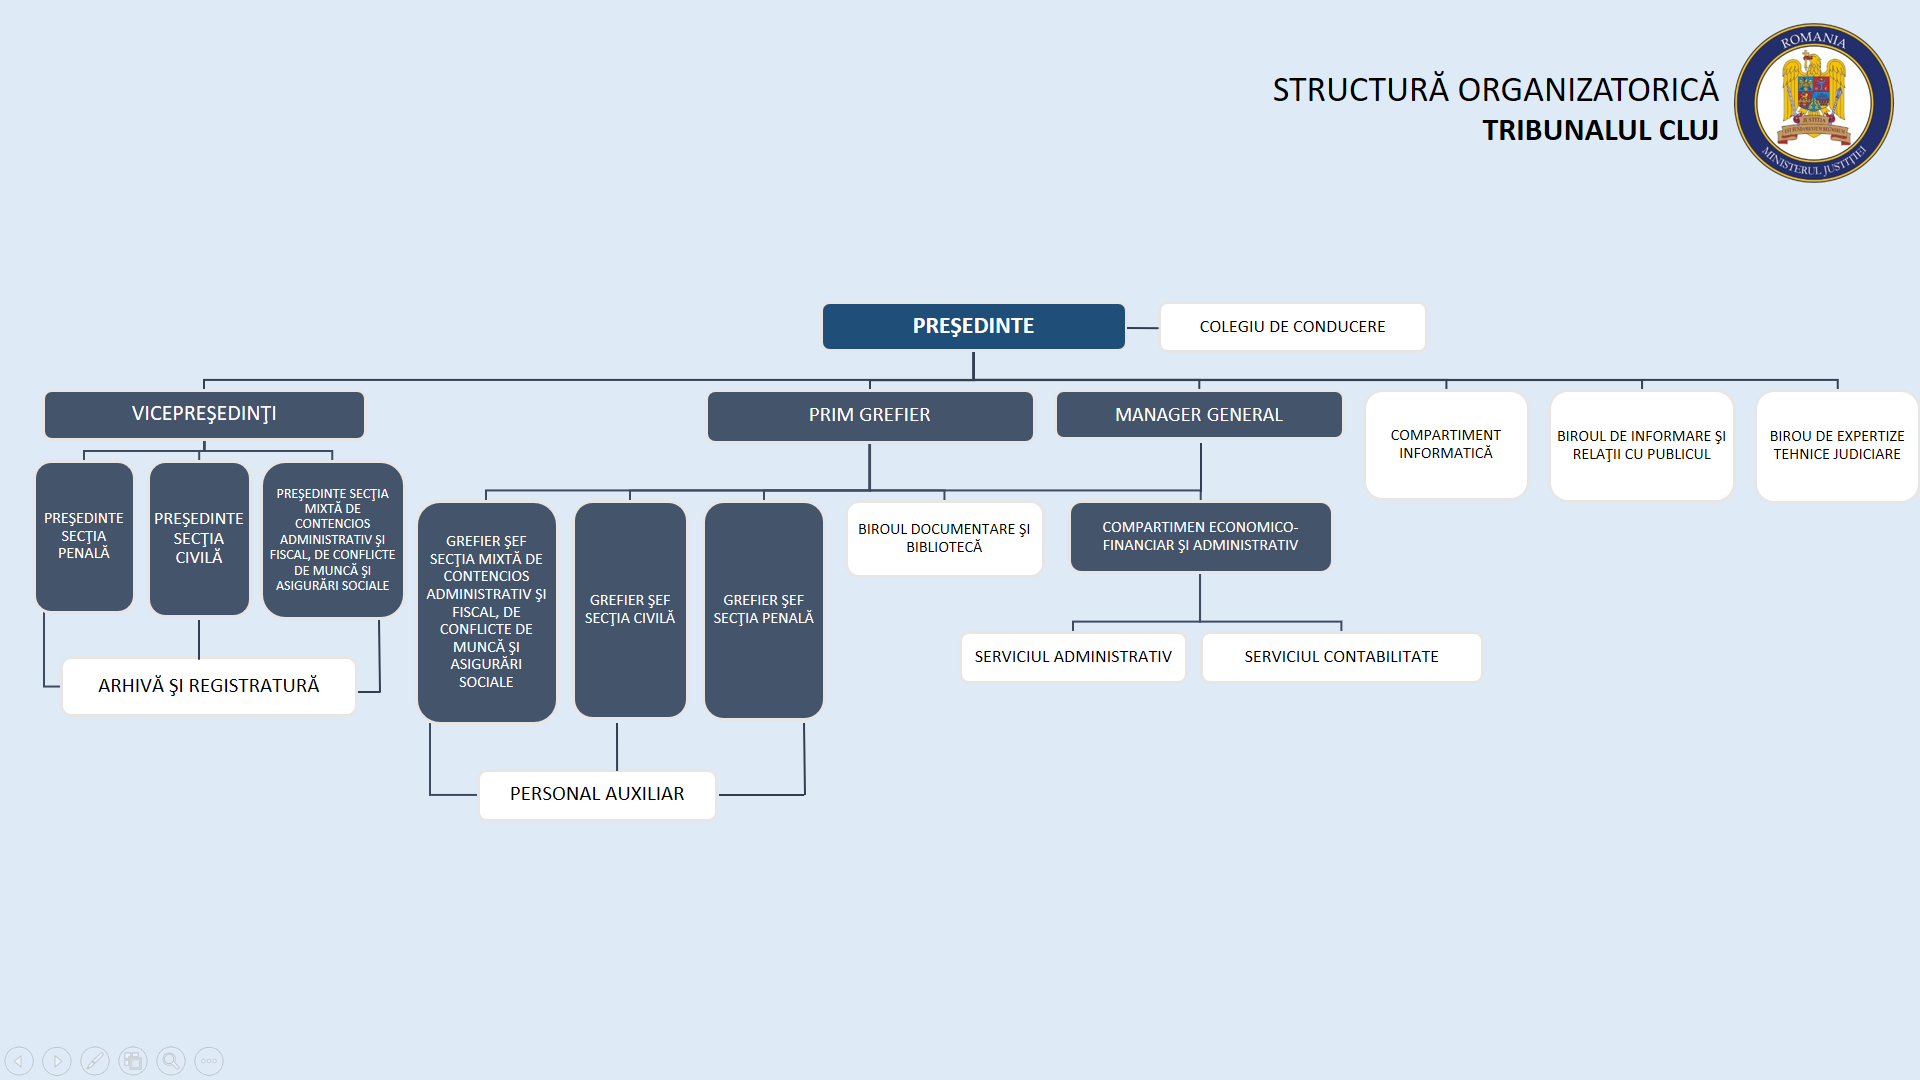 STRUCTURĂ ORGANIZATORICĂ
TRIBUNALUL CLUJ
ROMANIA
JUSTITIA
MINISTERUL JUSTIŢIEI
PREŞEDINTE
COLEGIU DE CONDUCERE
VICEPREŞEDINŢI
PRIM GREFIER
MANAGER GENERAL
COMPARTIMENT
INFORMATICĂ
BIROUL DE INFORMARE ŞI
RELAŢII CU PUBLICUL
BIROU DE EXPERTIZE
TEHNICE JUDICIARE
PREŞEDINTE
SECŢIA
PENALĂ
PREŞEDINTE
SECŢIA
CIVILĂ
PREŞEDINTE SECŢIA
MIXTĂ DE
CONTENCIOS
ADMINISTRATIV ŞI
FISCAL, DE CONFLICTE
DE MUNCĂ ŞI
ASIGURĂRI SOCIALE
GREFIER ŞEF
SECŢIA MIXTĂ DE
CONTENCIOS
ADMINISTRATIV ŞI
FISCAL, DE
CONFLICTE DE
MUNCĂ ŞI
ASIGURĂRI
SOCIALE
GREFIER ŞEF
SECŢIA CIVILĂ
GREFIER ŞEF
SECŢIA PENALĂ
BIROUL DOCUMENTARE ŞI
BIBLIOTECĂ
COMPARTIMEN ECONOMICO-
FINANCIAR ŞI ADMINISTRATIV
SERVICIUL ADMINISTRATIV
SERVICIUL CONTABILITATE
ARHIVĂ ŞI REGISTRATURĂ
PERSONAL AUXILIAR